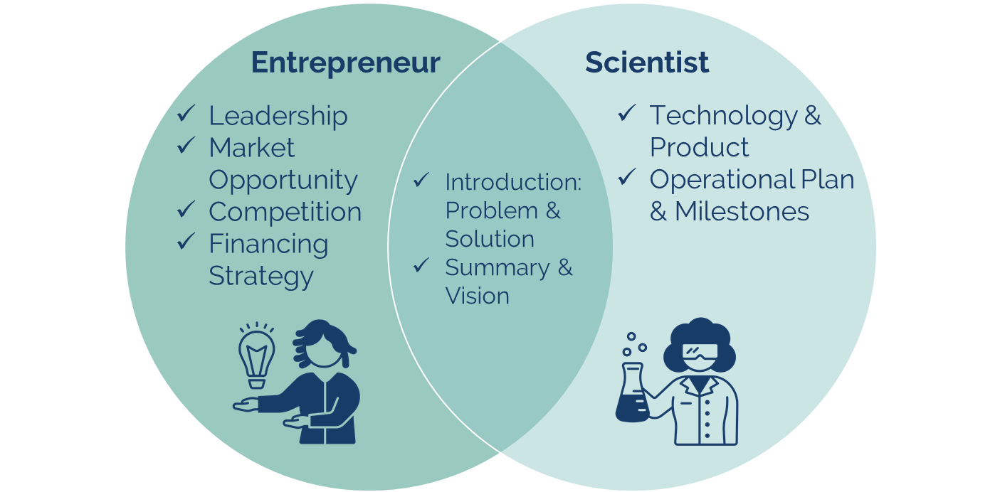 Entrepreneur
✓ Leadership
✓ Market
Opportunity
✓ Competition
✓ Financing
Strategy
✓ Introduction:
Problem &
Solution
✓ Summary &
Vision
Scientist
✓ Technology &
Product
✓ Operational Plan
& Milestones